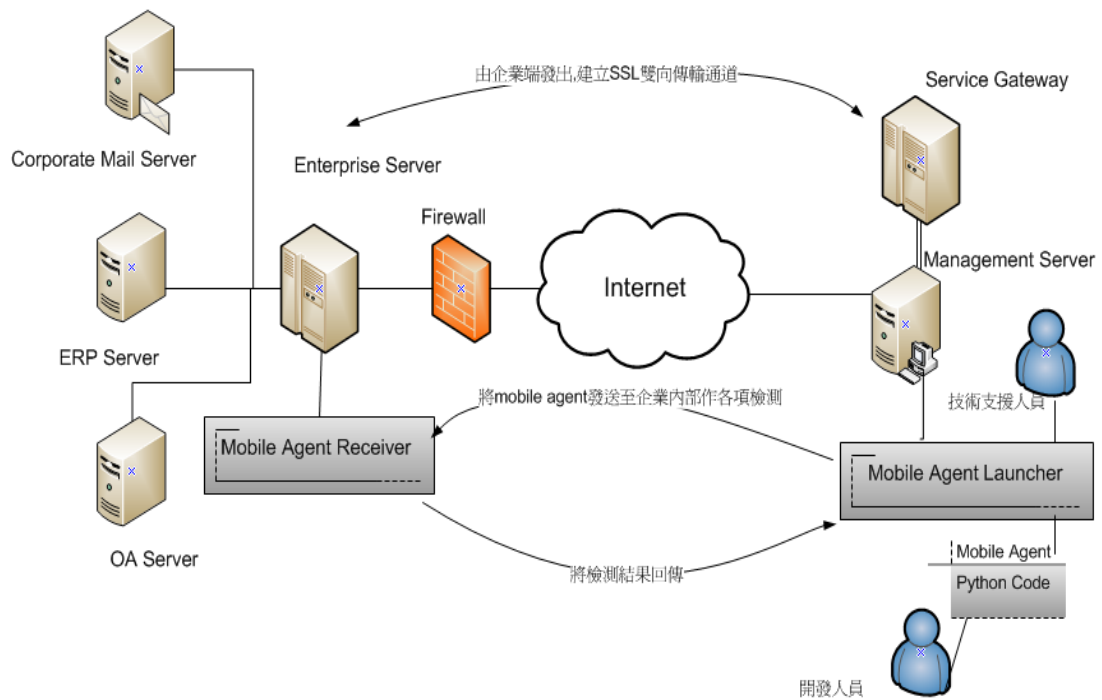 由企業端發出,建立SSL雙向傳輸通道
Service Gateway
Corporate Mail Server
Enterprise Server
Firewall
Management Server
Internet
ERP Server
將mobile agent發送至企業內部作各項檢測
技術支援人員
Mobile Agent Receiver
Mobile Agent Launcher
OA Server
將檢測結果回傳
Mobile Agent
Python Code
開發人員